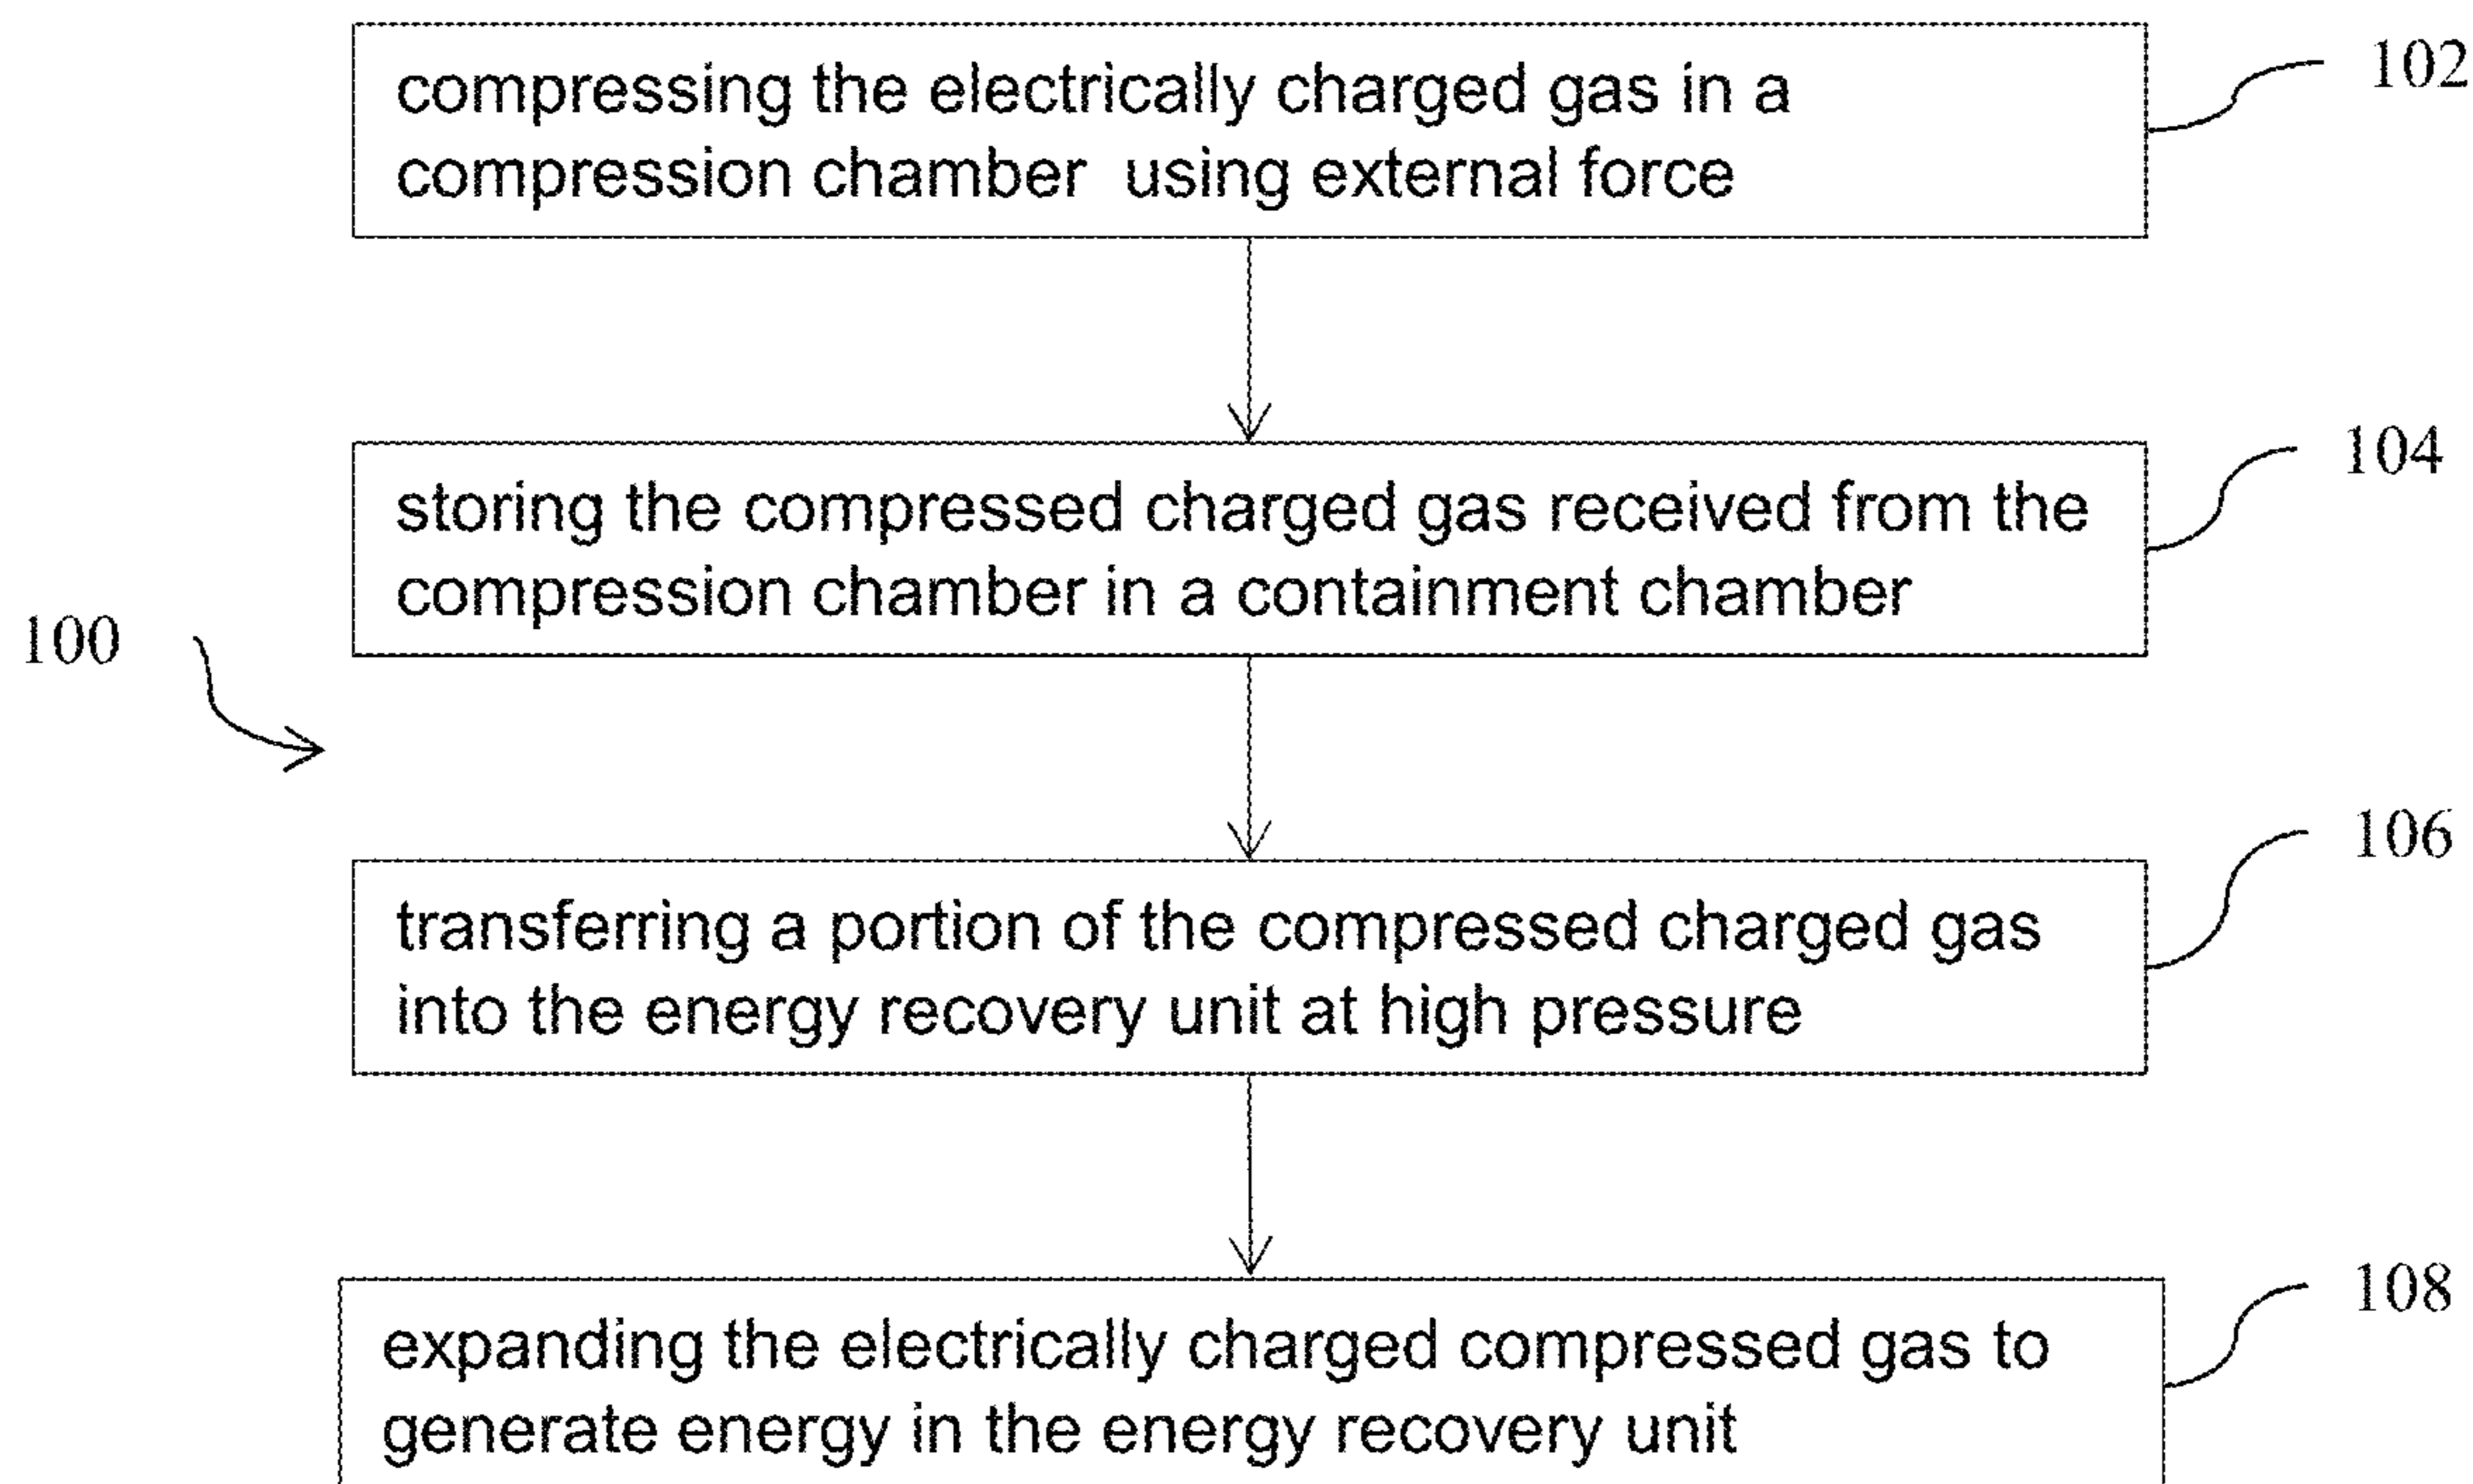 compressing the electrically charged gas in a
compression chamber  using external force
102
storing the compressed charged gas received from the
compression chamber in a containment chamber
104
100
transferring a portion of the compressed charged gas
into the energy recovery unit at high pressure
106
expanding the electrically charged compressed gas to
generate energy in the energy recovery unit
108